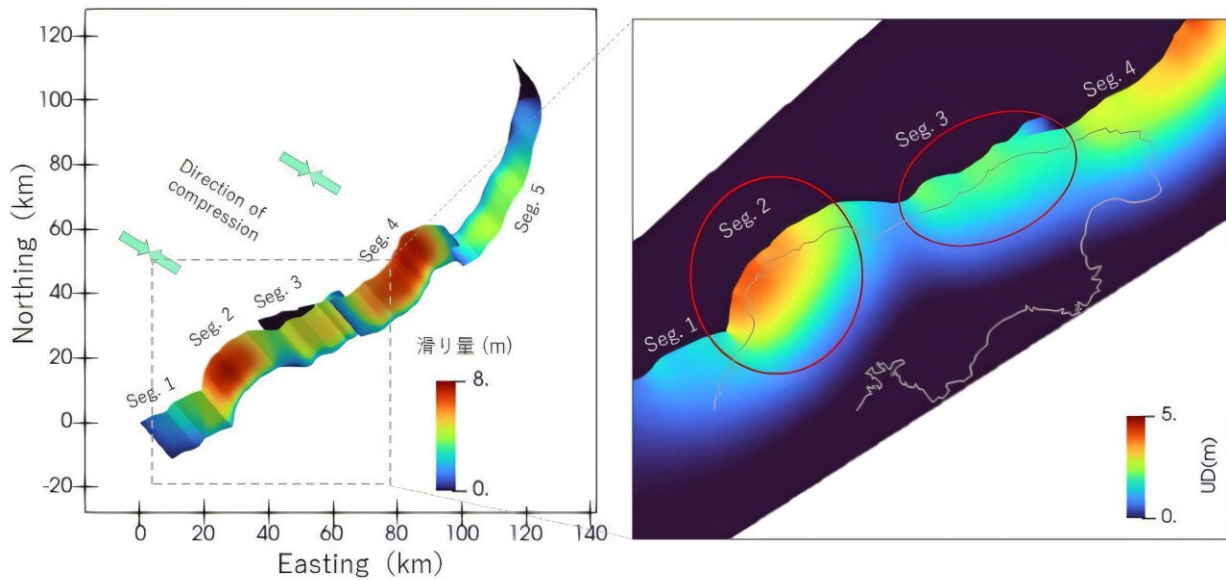 120
100
80
60
40
20
0
-20
Northing (km)
0
20
40
60
80
100
120
140
Easting (km)
Direction of
compression
Seg. 1
Seg. 2
Seg. 3
Seg. 4
Seg. 5
滑り量 (m)
8.
0.
Seg. 1
Seg. 2
Seg. 3
Seg. 4
UD(m)
5.
0.